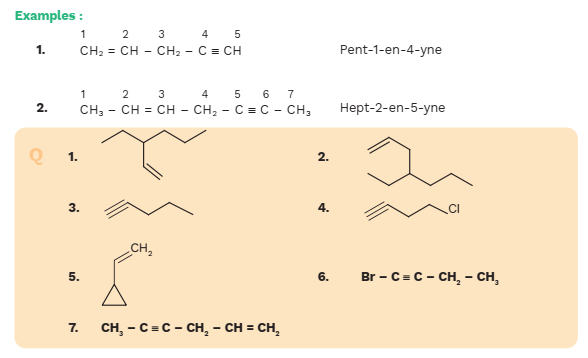 Examples :
1 2 3 4 5
1. CH₂ = CH – CH₂ – C ≡ CH Pent-1-en-4-yne
1 2 3 4 5 6 7
2. CH₃ – CH = CH – CH₂ – C ≡ C – CH₃ Hept-2-en-5-yne
Q 1. 2.
3. 4. Cl
CH₂
5. 6. Br – C ≡ C – CH₂ – CH₃
7. CH₃ – C ≡ C – CH₂ – CH = CH₂